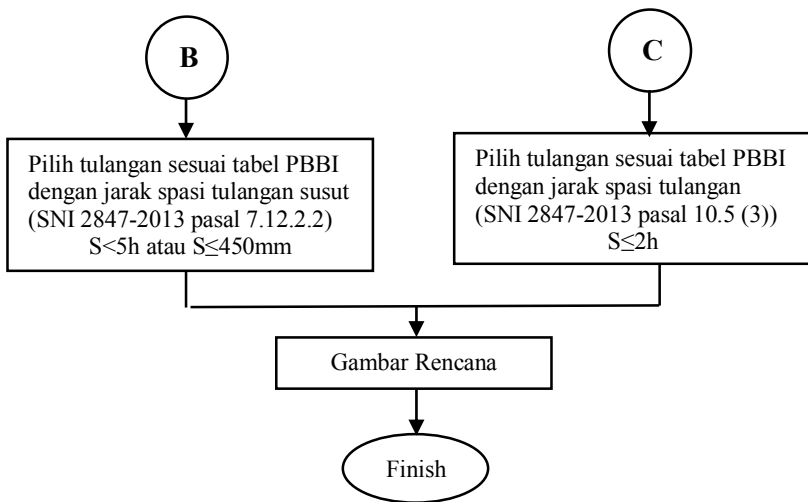 B
C
Pilih tulangan sesuai tabel PBBI
dengan jarak spasi tulangan susut
(SNI 2847-2013 pasal 7.12.2.2)
S<5h atau S≤450mm
Pilih tulangan sesuai tabel PBBI
dengan jarak spasi tulangan
(SNI 2847-2013 pasal 10.5 (3))
S≤2h
Gambar Rencana
Finish